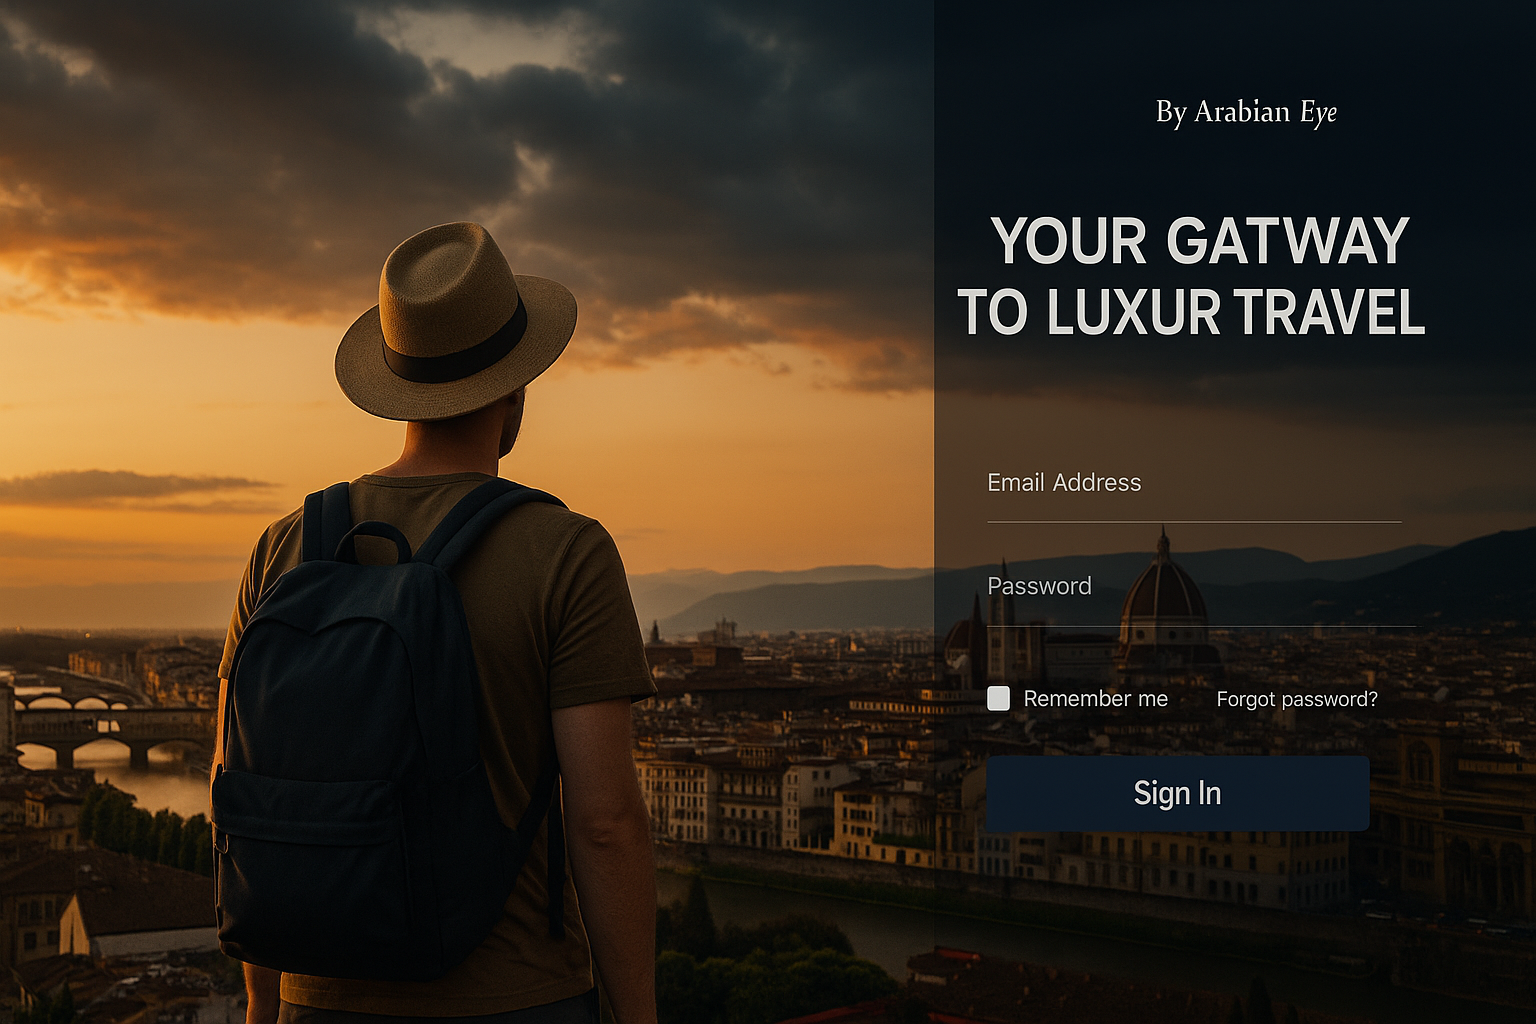 By Arabian Eye
YOUR GATWAY
TO LUXUR TRAVEL
Email Address
Password
Remember me Forgot password?
Sign In